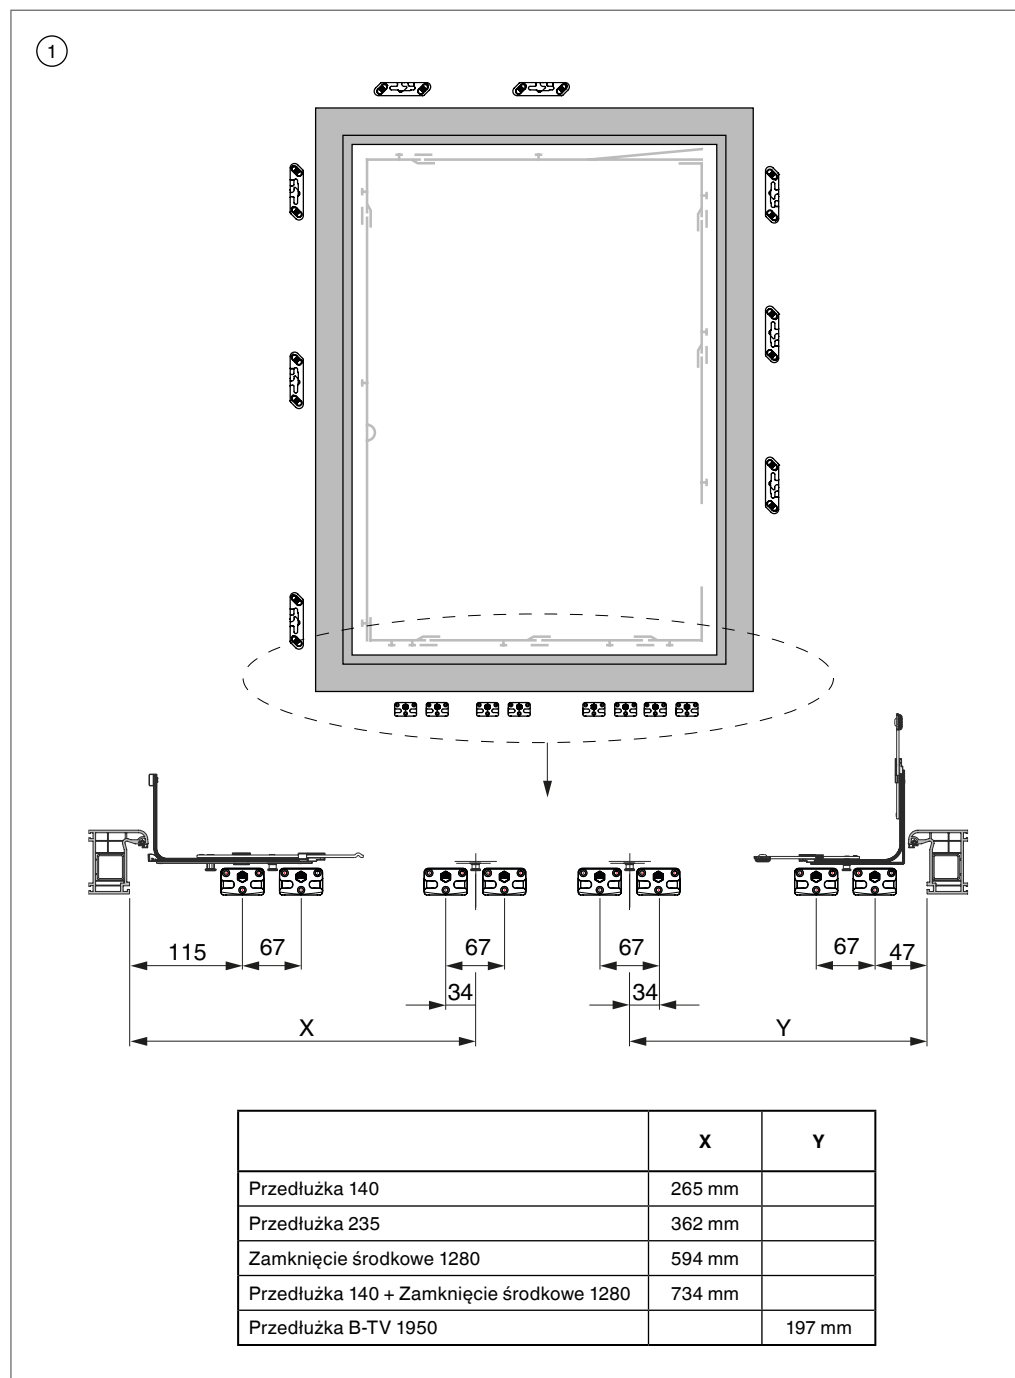 1
115 67 67 67 67 47
34 34
X Y
X Y
Przedłużka 140 265 mm
Przedłużka 235 362 mm
Zamknięcie środkowe 1280 594 mm
Przedłużka 140 + Zamknięcie środkowe 1280 734 mm
Przedłużka B-TV 1950 197 mm